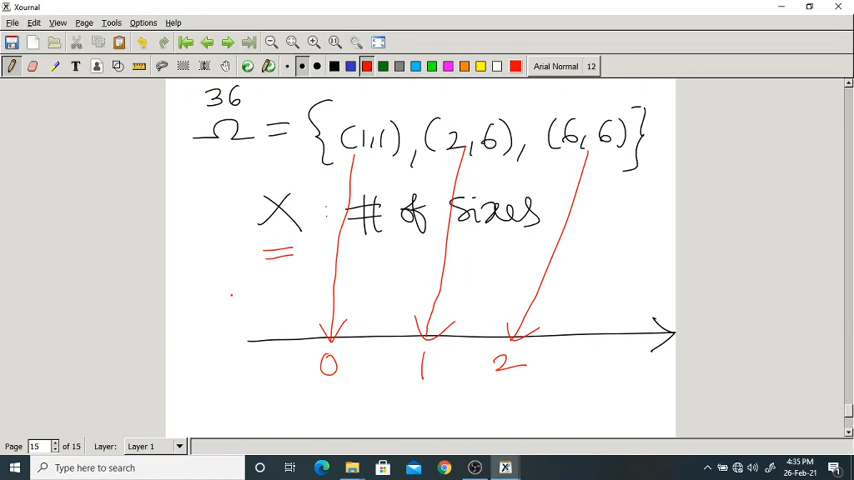 Xournal
File Edit View Page Tools Options Help
Arial Normal 12
36
Ω = {(1,1), (2,6), (6,6)}
X : # of sixes
0 1 2
Page 15 of 15 Layer: Layer 1
Type here to search
4:35 PM
26-Feb-21